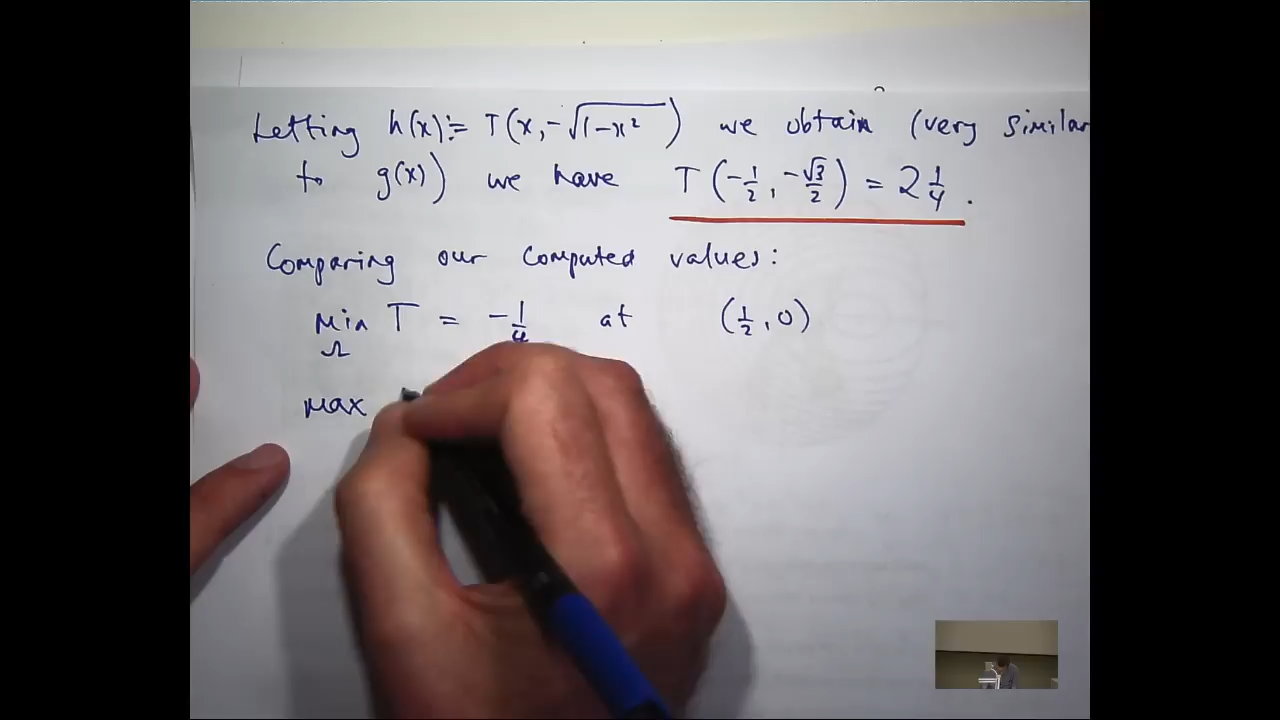 Letting h(x) := T(x, -√(1-x²)) we obtain (very similar
to g(x)) we have T(-1/2, -√3/2) = 2 1/4.
Comparing our computed values:
Min T = -1/4 at (1/2, 0)
Ω
Max